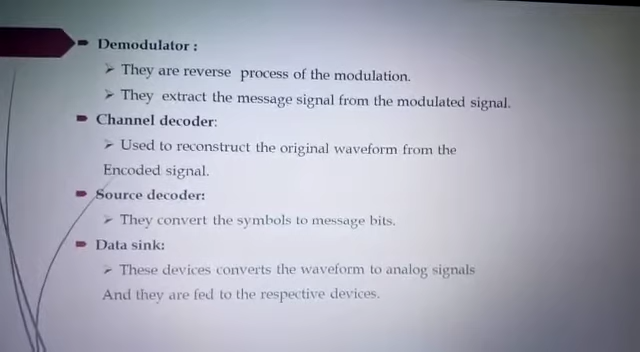 Demodulator :
They are reverse process of the modulation.
They extract the message signal from the modulated signal.
Channel decoder:
Used to reconstruct the original waveform from the
Encoded signal.
Source decoder:
They convert the symbols to message bits.
Data sink:
These devices converts the waveform to analog signals
And they are fed to the respective devices.